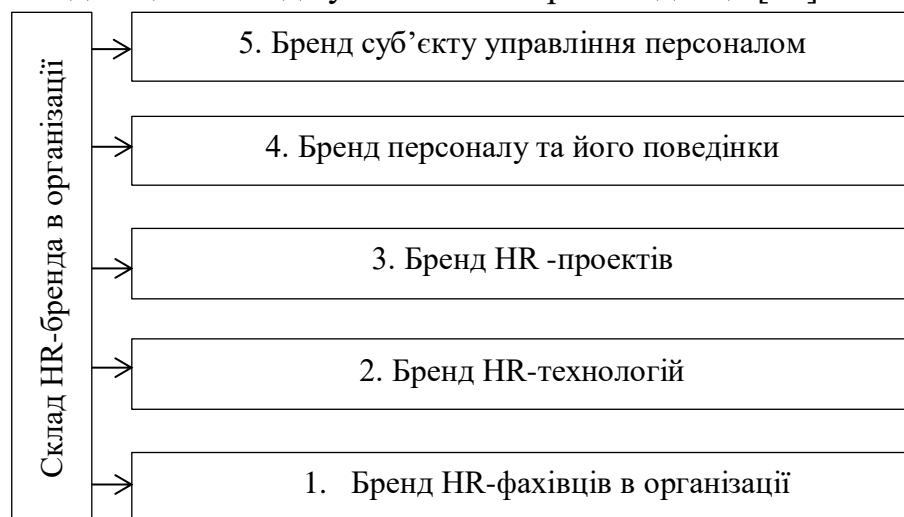 Склад HR-бренда в організації
5. Бренд суб’єкту управління персоналом
4. Бренд персоналу та його поведінки
3. Бренд HR -проектів
2. Бренд HR-технологій
1. Бренд HR-фахівців в організації